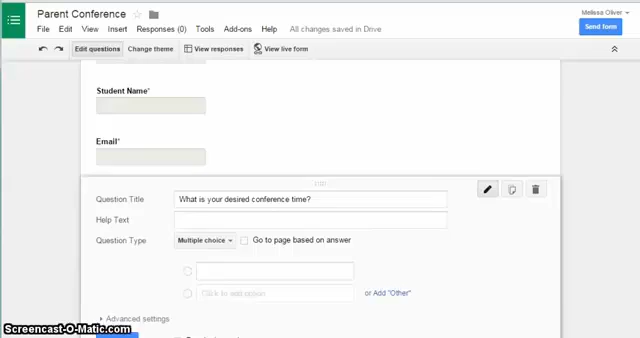 Parent Conference
Melissa Oliver
File Edit View Insert Responses (0) Tools Add-ons Help All changes saved in Drive
Send form
Edit questions Change theme View responses View live form
Student Name*
Email*
Question Title What is your desired conference time?
Help Text
Question Type Multiple choice Go to page based on answer
Click to add option or Add "Other"
Advanced settings
Screencast-O-Matic.com